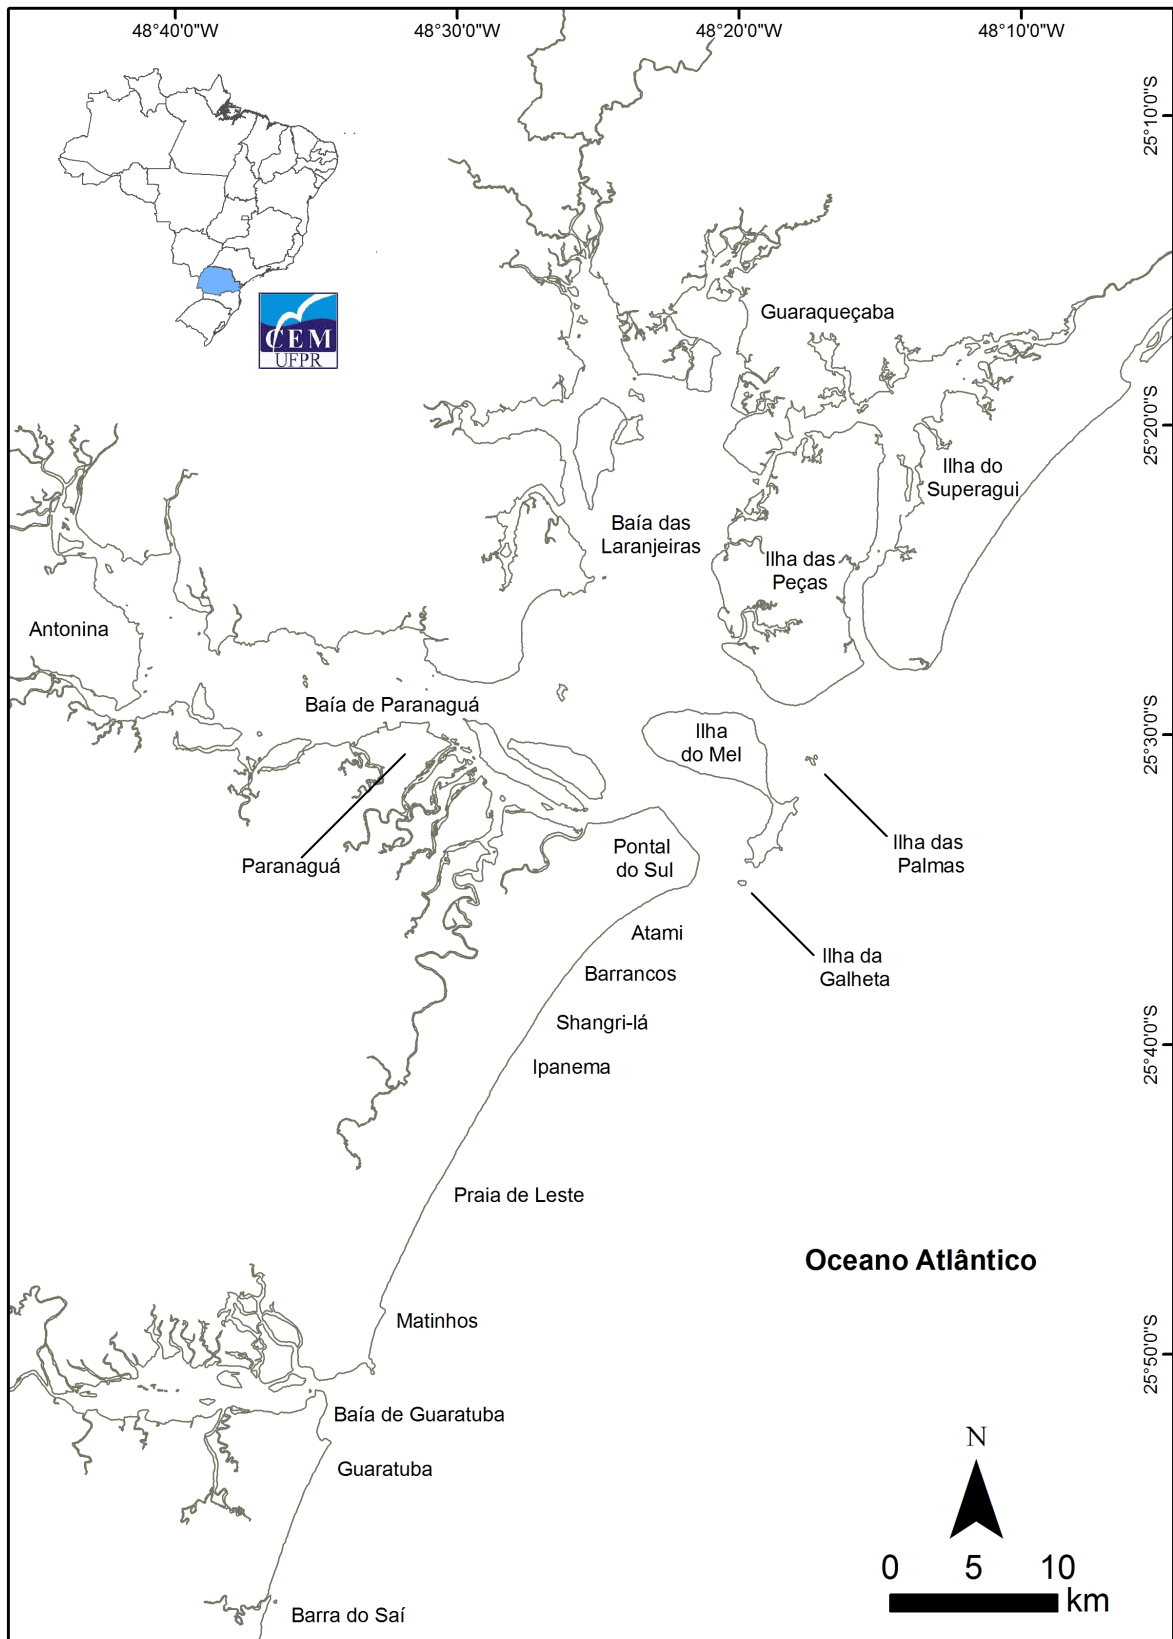 48°40'0"W
48°30'0"W
48°20'0"W
48°10'0"W
25°10'0"S
CEM
UFPR
Guaraqueçaba
25°20'0"S
Ilha do
Superagui
Baía das
Laranjeiras
Ilha das
Peças
Antonina
Baía de Paranaguá
Ilha
do Mel
25°30'0"S
Paranaguá
Pontal
do Sul
Ilha das
Palmas
Atami
Ilha da
Galheta
Barrancos
Shangri-lá
25°40'0"S
Ipanema
Praia de Leste
Oceano Atlântico
Matinhos
25°50'0"S
Baía de Guaratuba
Guaratuba
N
0 5 10
km
Barra do Saí